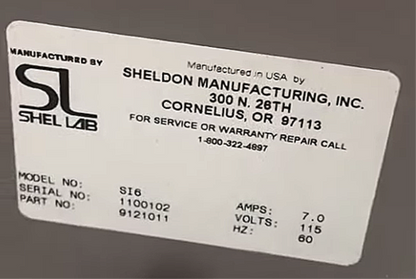 MANUFACTURED BY
SL
SHEL LAB
Manufactured in USA by
SHELDON MANUFACTURING, INC.
300 N. 26TH
CORNELIUS, OR 97113
FOR SERVICE OR WARRANTY REPAIR CALL
1-800-322-4897
MODEL NO: SI6
SERIAL NO: 1100102
PART NO: 9121011
AMPS: 7.0
VOLTS: 115
HZ: 60